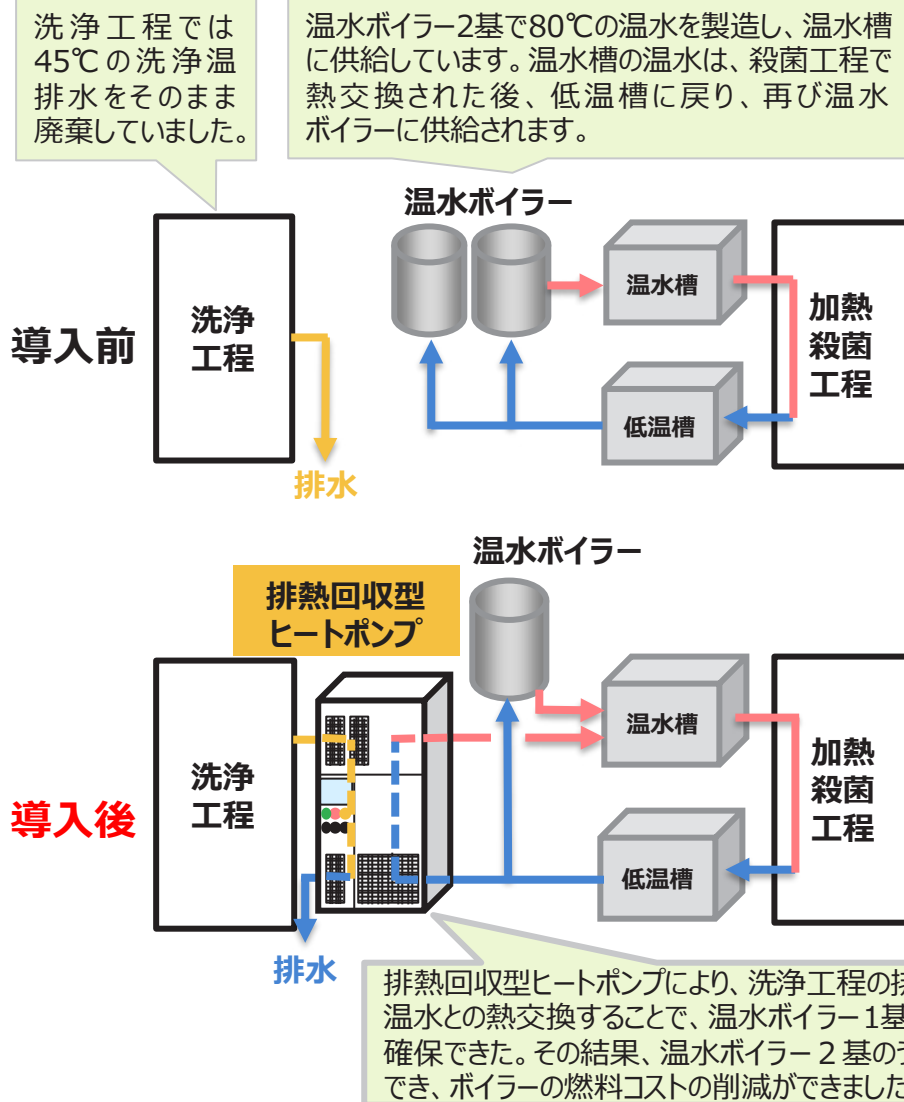 洗浄工程では
45℃の洗浄温
排水をそのまま
廃棄していました。
温水ボイラー2基で80℃の温水を製造し、温水槽
に供給しています。温水槽の温水は、殺菌工程で
熱交換された後、低温槽に戻り、再び温水
ボイラーに供給されます。
導入前
洗浄
工程
排水
温水ボイラー
温水槽
低温槽
加熱
殺菌
工程
導入後
排熱回収型
ヒートポンプ
洗浄
工程
排水
温水ボイラー
温水槽
低温槽
加熱
殺菌
工程
排熱回収型ヒートポンプにより、洗浄工程の排
温水との熱交換することで、温水ボイラー1基
確保できた。その結果、温水ボイラー２基の
でき、ボイラーの燃料コストの削減ができました